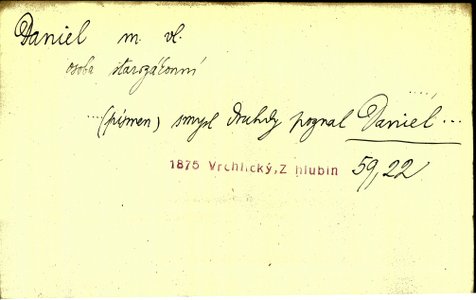 Daniel m. vl.
osoba starozákonní
... (písmen) smysl druhdy poznal Daniel ...
1875 Vrchlický, Z hlubin 59,22